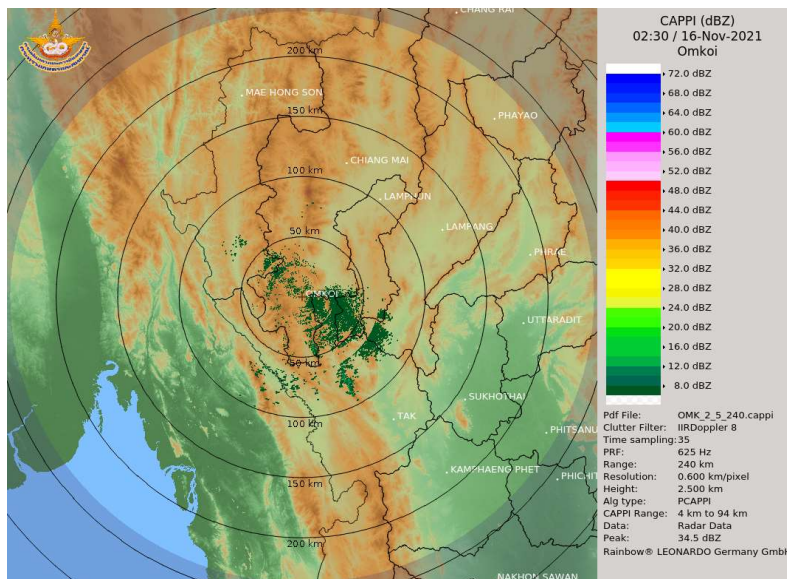 CHANG RAI
200 km
MAE HONG SON
150 km
PHAYAO
CHIANG MAI
100 km
LAMPHUN
LAMPANG
50 km
PHRAE
OMKOI
UTTARADIT
50 km
SUKHOTHAI
100 km
TAK
PHITSANU
KAMPHAENG PHET
PHICHIT
150 km
200 km
NAKHON SAWAN
CAPPI (dBZ)
02:30 / 16-Nov-2021
Omkoi
72.0 dBZ
68.0 dBZ
64.0 dBZ
60.0 dBZ
56.0 dBZ
52.0 dBZ
48.0 dBZ
44.0 dBZ
40.0 dBZ
36.0 dBZ
32.0 dBZ
28.0 dBZ
24.0 dBZ
20.0 dBZ
16.0 dBZ
12.0 dBZ
8.0 dBZ
Pdf File: OMK_2_5_240.cappi
Clutter Filter: IIRDoppler 8
Time sampling:35
PRF: 625 Hz
Range: 240 km
Resolution: 0.600 km/pixel
Height: 2.500 km
Alg type: PCAPPI
CAPPI Range: 4 km to 94 km
Data: Radar Data
Peak: 34.5 dBZ
Rainbow® LEONARDO Germany GmbH